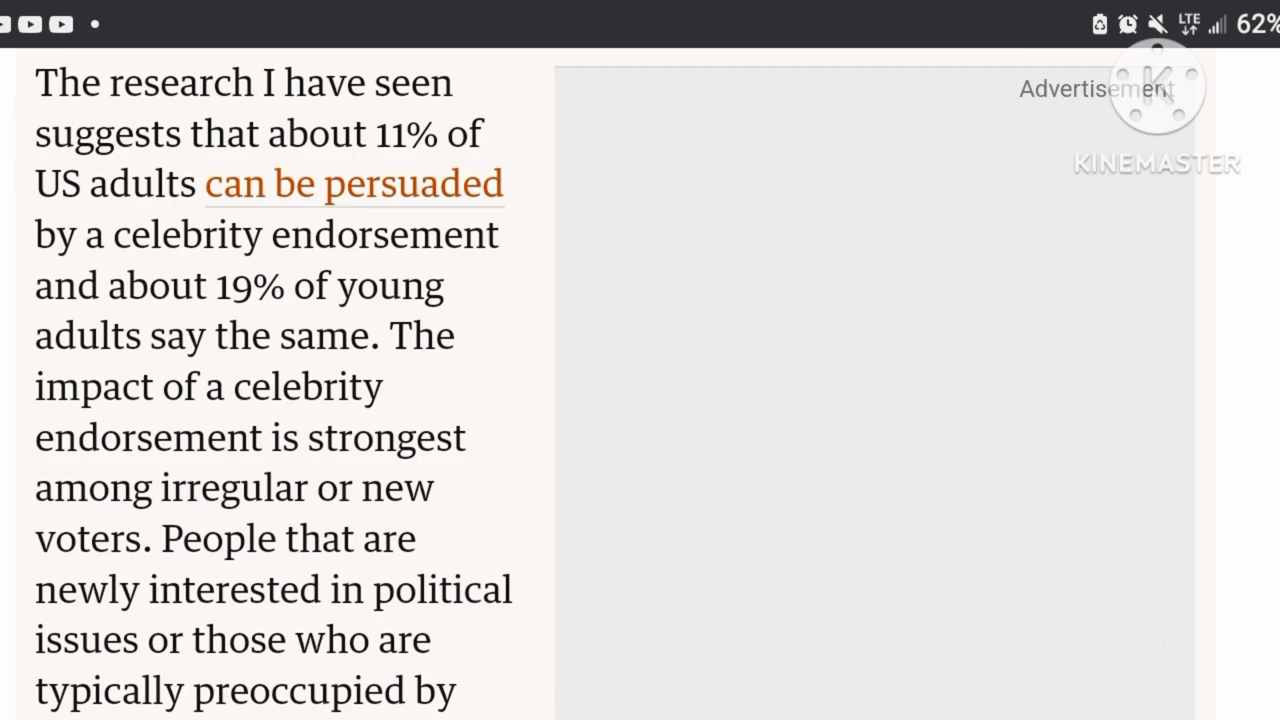 LTE
62%
Advertisement
K
KINEMASTER
The research I have seen
suggests that about 11% of
US adults can be persuaded
by a celebrity endorsement
and about 19% of young
adults say the same. The
impact of a celebrity
endorsement is strongest
among irregular or new
voters. People that are
newly interested in political
issues or those who are
typically preoccupied by